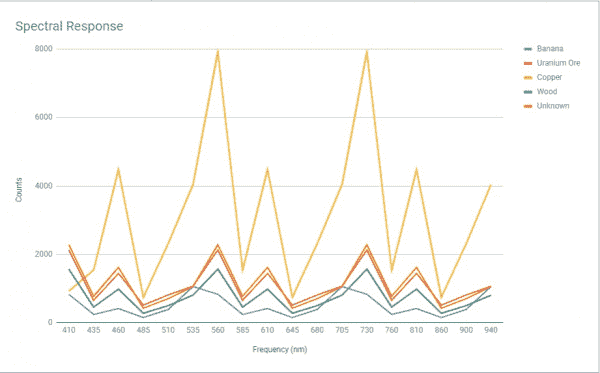 Spectral Response
8000
6000
4000
2000
0
Counts
410 435 460 485 510 535 560 585 610 645 680 705 730 760 810 860 900 940
Frequency (nm)
Banana
Uranium Ore
Copper
Wood
Unknown